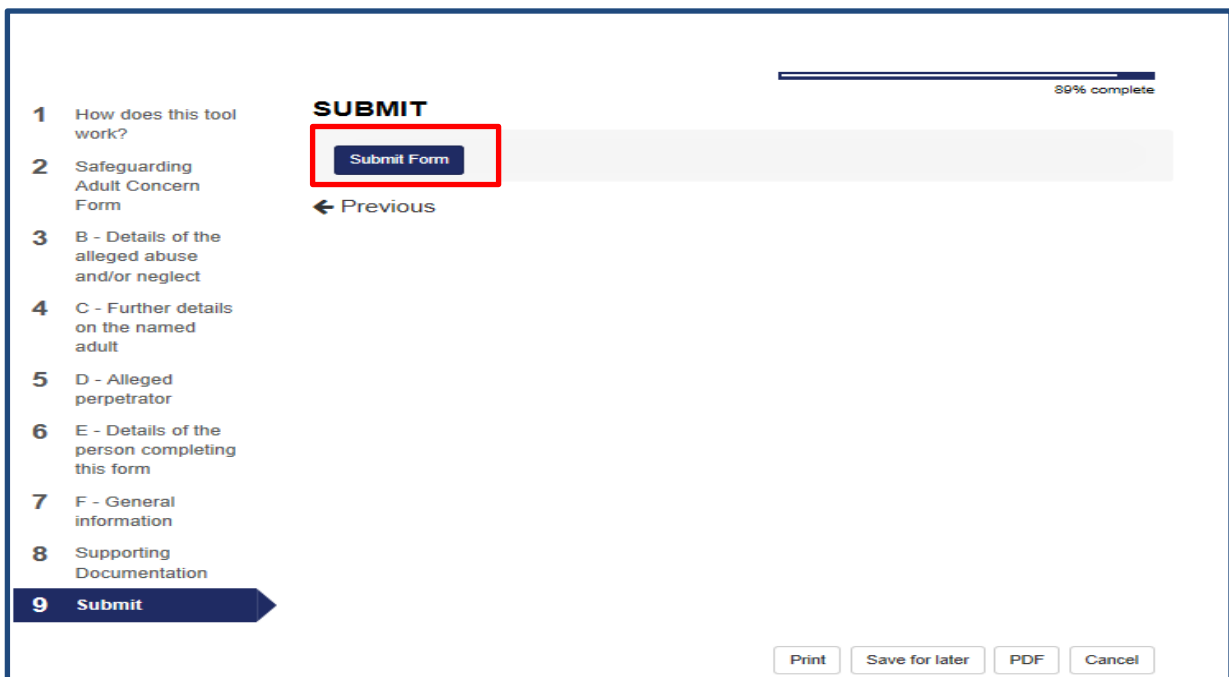 89% complete
1 How does this tool
work?
2 Safeguarding
Adult Concern
Form
3 B - Details of the
alleged abuse
and/or neglect
4 C - Further details
on the named
adult
5 D - Alleged
perpetrator
6 E - Details of the
person completing
this form
7 F - General
information
8 Supporting
Documentation
9 Submit
SUBMIT
Submit Form
← Previous
Print Save for later PDF Cancel